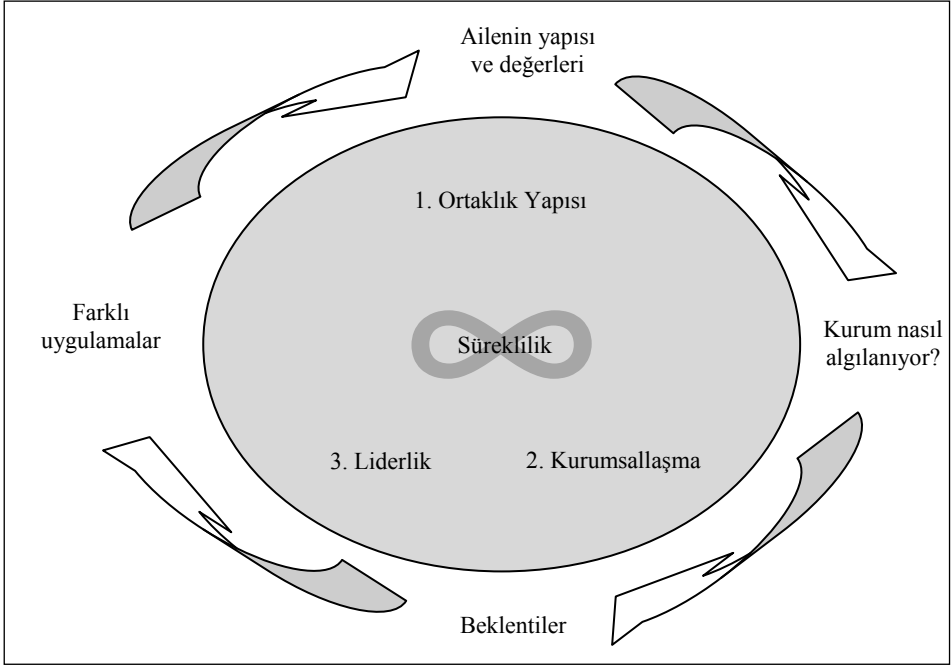 Ailenin yapısı
ve değerleri
1. Ortaklık Yapısı
Farklı
uygulamalar
Süreklilik
Kurum nasıl
algılanıyor?
3. Liderlik
2. Kurumsallaşma
Beklentiler